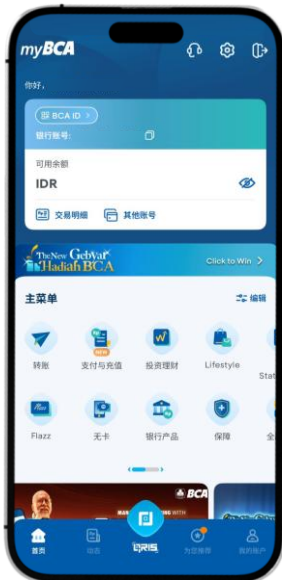 myBCA
你好，
BCA ID >
银行账号：
可用余额
IDR
交易明细 其他账号
The New Gebyar
Hadiah BCA
Click to Win >
主菜单 编辑
NEW
转账 支付与充值 投资理财 Lifestyle Stat
Flazz
Flazz 无卡 银行产品 保障 全
BCA
WITH
首页 动态 QRIS 为您推荐 我的账户